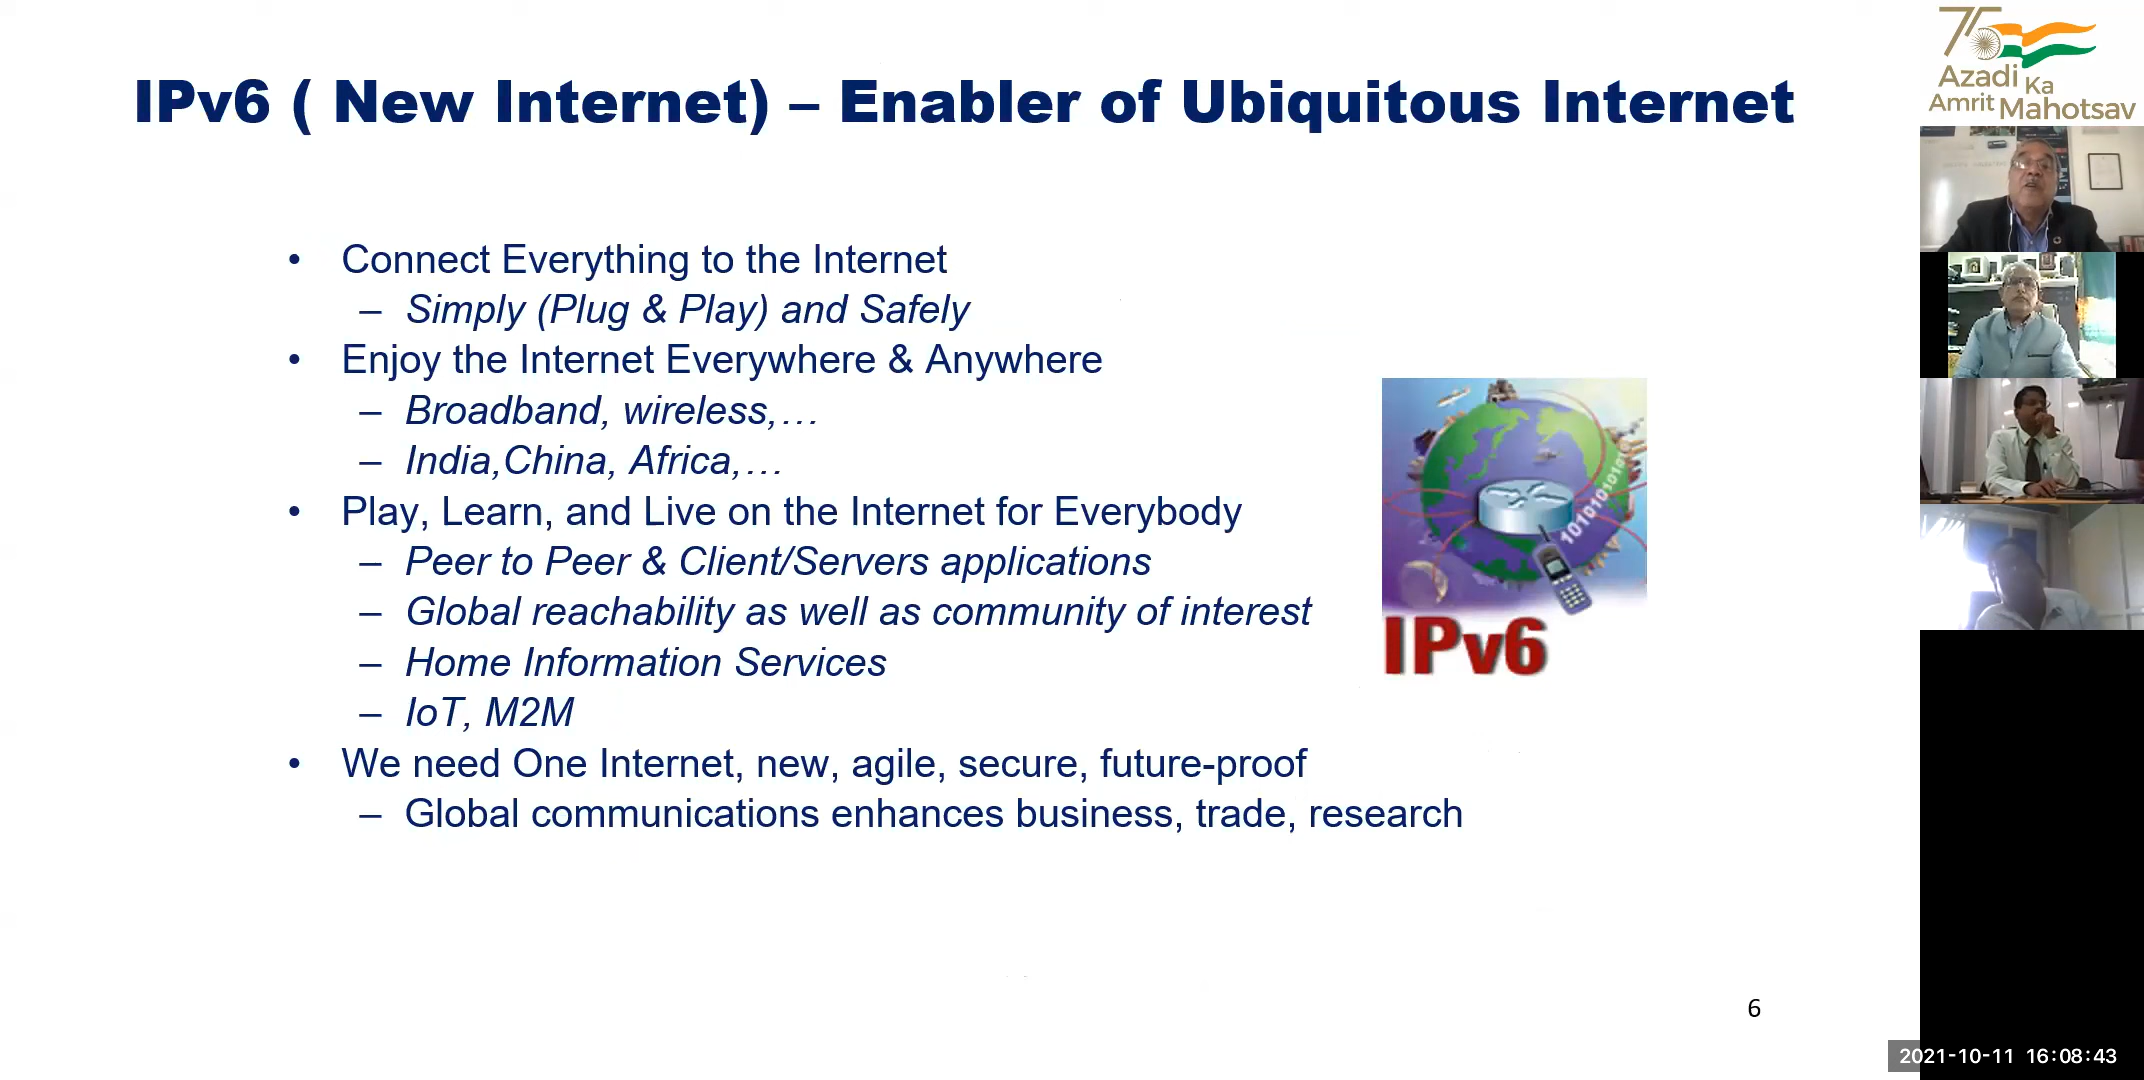 IPv6 ( New Internet) – Enabler of Ubiquitous Internet
• Connect Everything to the Internet
– Simply (Plug & Play) and Safely
• Enjoy the Internet Everywhere & Anywhere
– Broadband, wireless,…
– India,China, Africa,…
• Play, Learn, and Live on the Internet for Everybody
– Peer to Peer & Client/Servers applications
– Global reachability as well as community of interest
– Home Information Services
– IoT, M2M
• We need One Internet, new, agile, secure, future-proof
– Global communications enhances business, trade, research
101010101010
IPv6
6
75
Azadi Ka
Amrit Mahotsav
2021-10-11 16:08:43